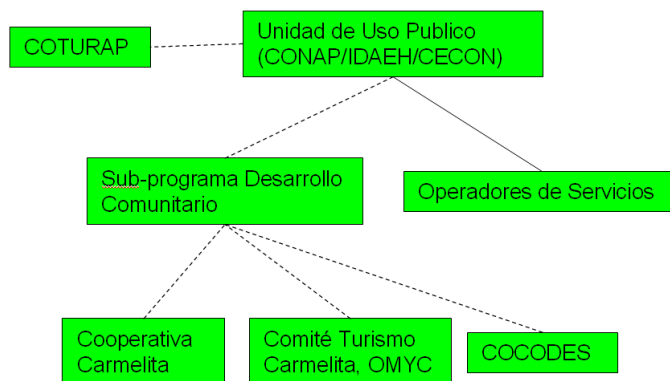 COTURAP
Unidad de Uso Publico
(CONAP/IDAEH/CECON)
Sub-programa Desarrollo
Comunitario
Operadores de Servicios
Cooperativa
Carmelita
Comité Turismo
Carmelita, OMYC
COCODES